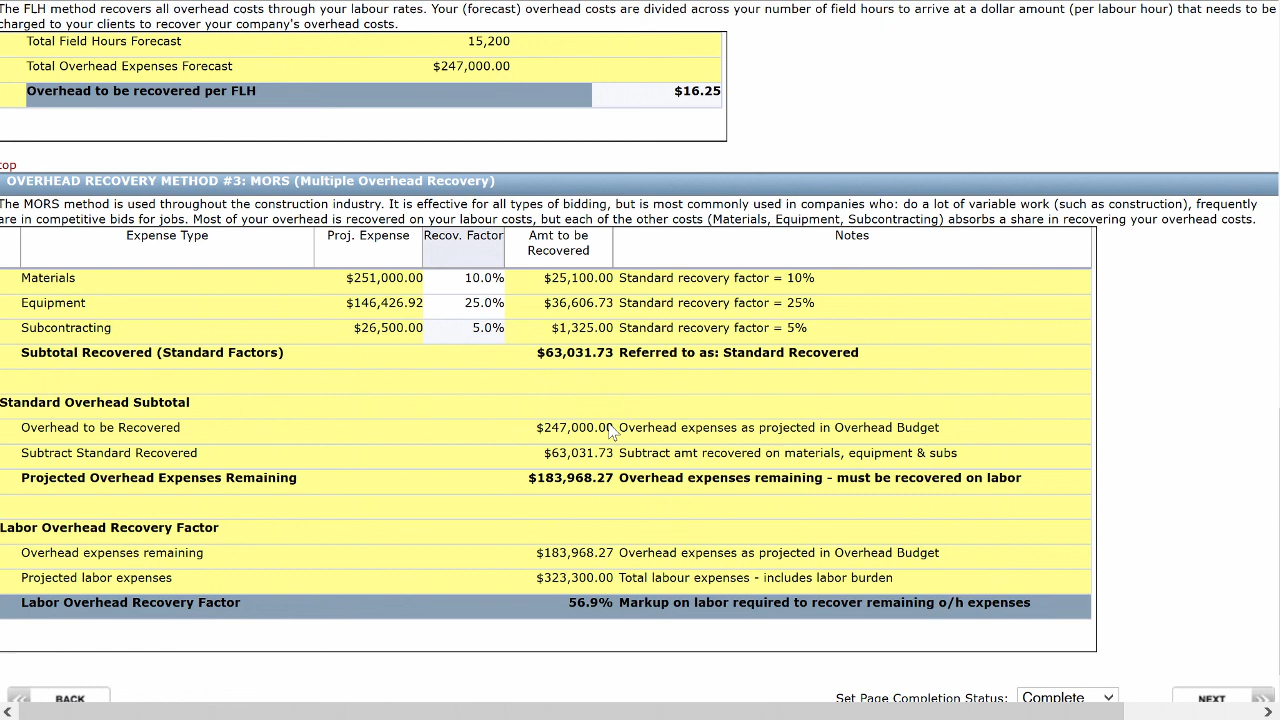 The FLH method recovers all overhead costs through your labour rates. Your (forecast) overhead costs are divided across your number of field hours to arrive at a dollar amount (per labour hour) that needs to be
charged to your clients to recover your company's overhead costs.
Total Field Hours Forecast 15,200
Total Overhead Expenses Forecast $247,000.00
Overhead to be recovered per FLH $16.25
top
OVERHEAD RECOVERY METHOD #3: MORS (Multiple Overhead Recovery)
The MORS method is used throughout the construction industry. It is effective for all types of bidding, but is most commonly used in companies who: do a lot of variable work (such as construction), frequently
are in competitive bids for jobs. Most of your overhead is recovered on your labour costs, but each of the other costs (Materials, Equipment, Subcontracting) absorbs a share in recovering your overhead costs.
Expense Type Proj. Expense Recov. Factor Amt to be Notes
Recovered
Materials $251,000.00 10.0% $25,100.00 Standard recovery factor = 10%
Equipment $146,426.92 25.0% $36,606.73 Standard recovery factor = 25%
Subcontracting $26,500.00 5.0% $1,325.00 Standard recovery factor = 5%
Subtotal Recovered (Standard Factors) $63,031.73 Referred to as: Standard Recovered
Standard Overhead Subtotal
Overhead to be Recovered $247,000.00 Overhead expenses as projected in Overhead Budget
Subtract Standard Recovered $63,031.73 Subtract amt recovered on materials, equipment & subs
Projected Overhead Expenses Remaining $183,968.27 Overhead expenses remaining - must be recovered on labor
Labor Overhead Recovery Factor
Overhead expenses remaining $183,968.27 Overhead expenses as projected in Overhead Budget
Projected labor expenses $323,300.00 Total labour expenses - includes labor burden
Labor Overhead Recovery Factor 56.9% Markup on labor required to recover remaining o/h expenses
BACK Set Page Completion Status: Complete NEXT